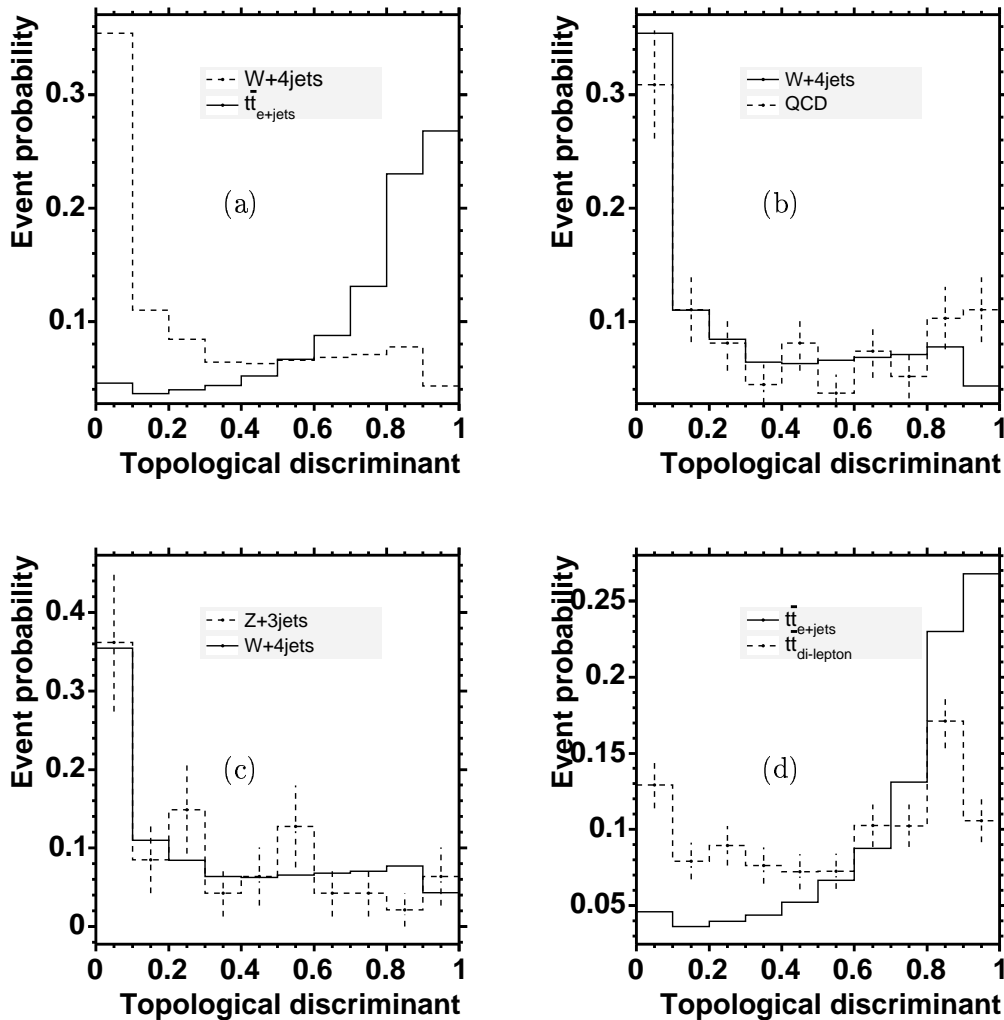 Event probability
0.3
0.2
0.1
W+4jets
tt̄e+jets
(a)
0 0.2 0.4 0.6 0.8 1
Topological discriminant
Event probability
0.3
0.2
0.1
W+4jets
QCD
(b)
0 0.2 0.4 0.6 0.8 1
Topological discriminant
Event probability
0.4
0.3
0.2
0.1
0
Z+3jets
W+4jets
(c)
0 0.2 0.4 0.6 0.8 1
Topological discriminant
Event probability
0.25
0.2
0.15
0.1
0.05
tt̄e+jets
tt̄di-lepton
(d)
0 0.2 0.4 0.6 0.8 1
Topological discriminant